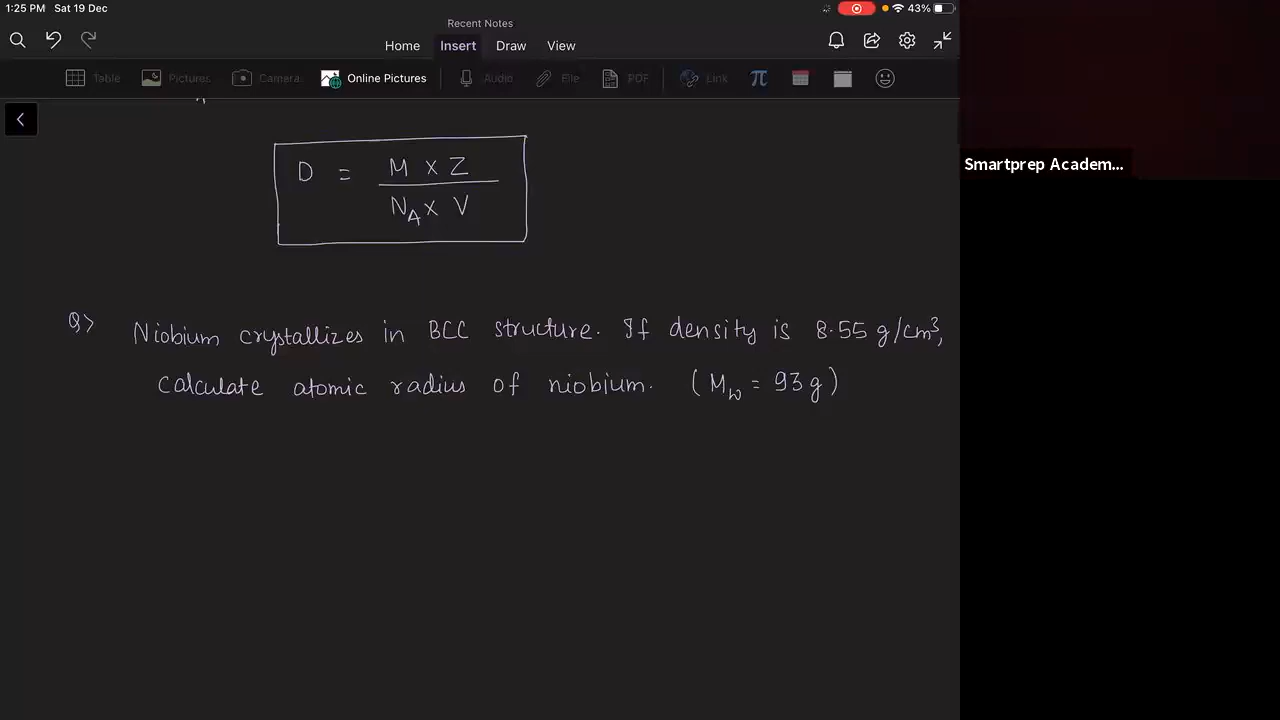 1:25 PM Sat 19 Dec
43%
Recent Notes
Home Insert Draw View
Table Pictures Camera Online Pictures Audio File PDF Link
D = M × Z
N_A × V
Q> Niobium crystallizes in BCC structure. If density is 8.55 g/cm³,
calculate atomic radius of niobium. (M_w = 93 g)
Smartprep Academ...